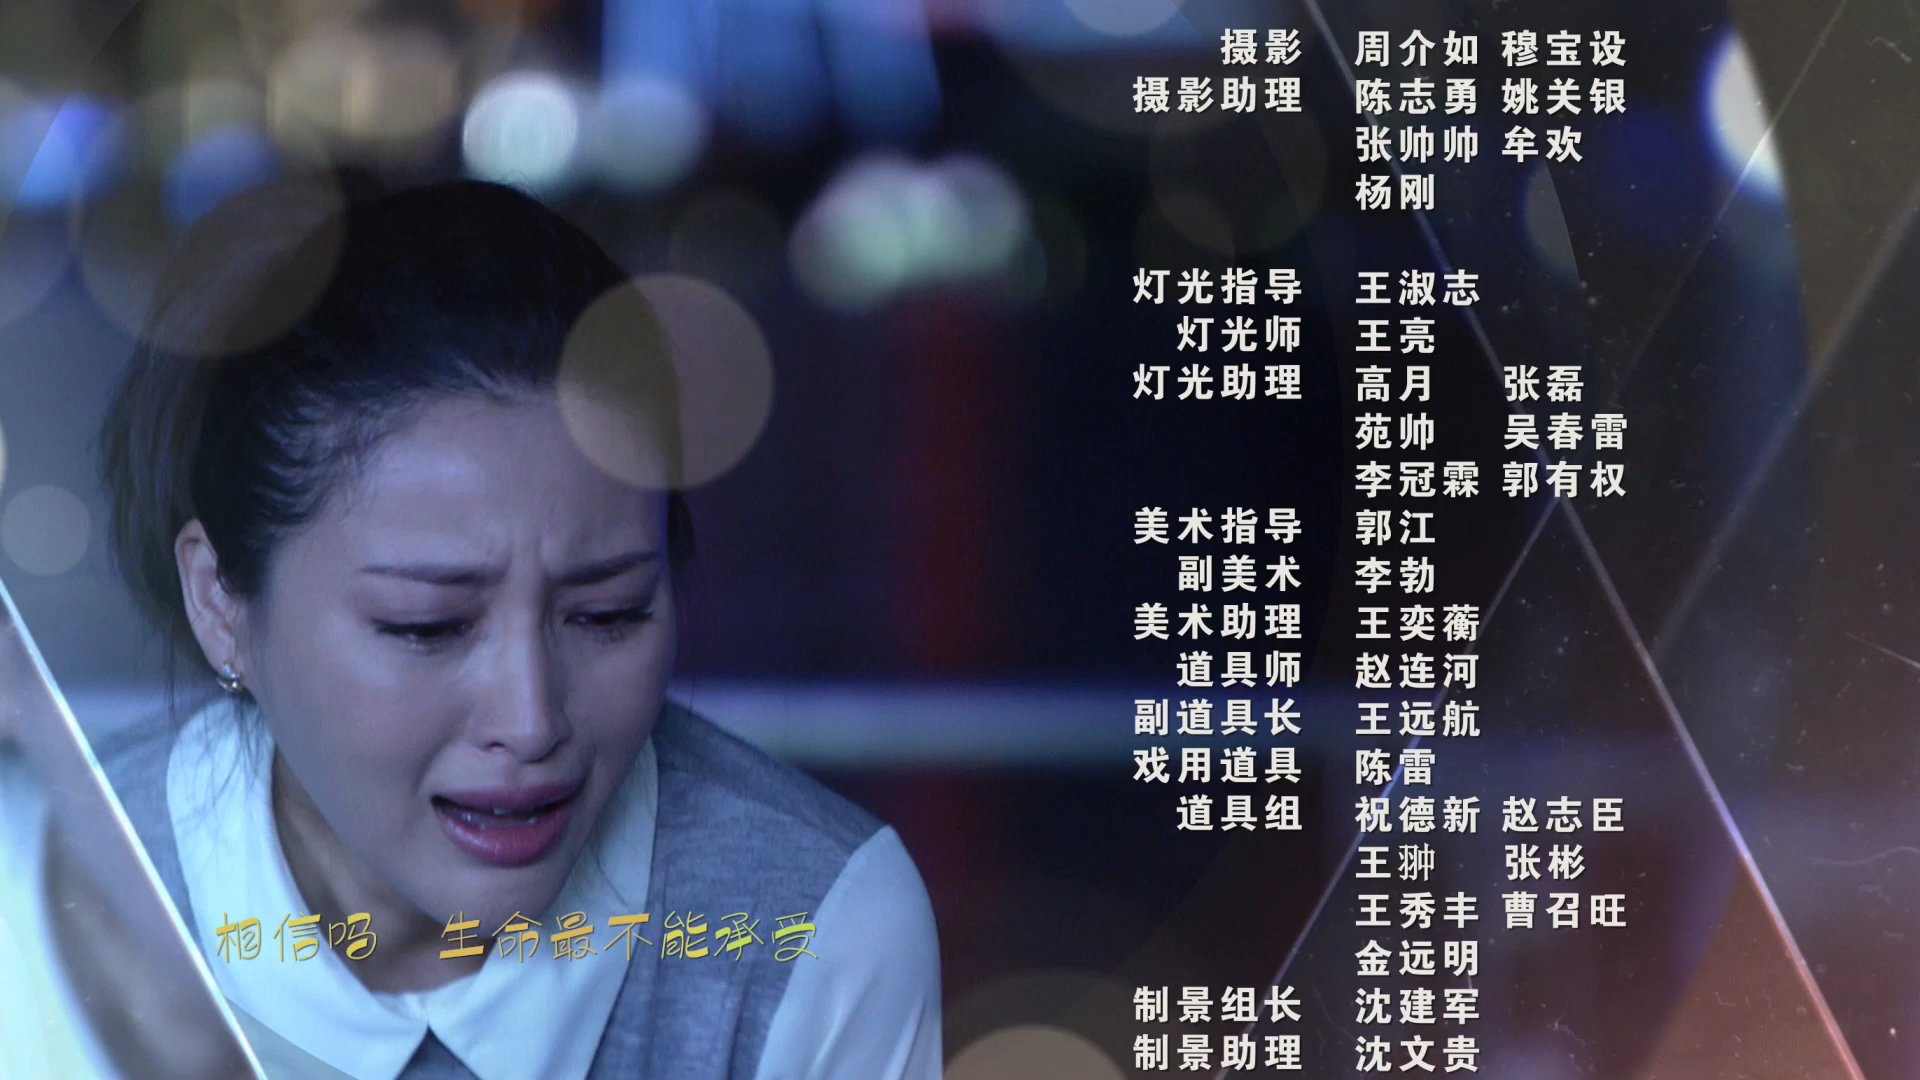 摄影 周介如 穆宝设
摄影助理 陈志勇 姚关银
张帅帅 牟欢
杨刚
灯光指导 王淑志
灯光师 王亮
灯光助理 高月 张磊
苑帅 吴春雷
李冠霖 郭有权
美术指导 郭江
副美术 李勃
美术助理 王奕蘅
道具师 赵连河
副道具长 王远航
戏用道具 陈雷
道具组 祝德新 赵志臣
王翀 张彬
王秀丰 曹召旺
金远明
制景组长 沈建军
制景助理 沈文贵
相信吗 生命最不能承受